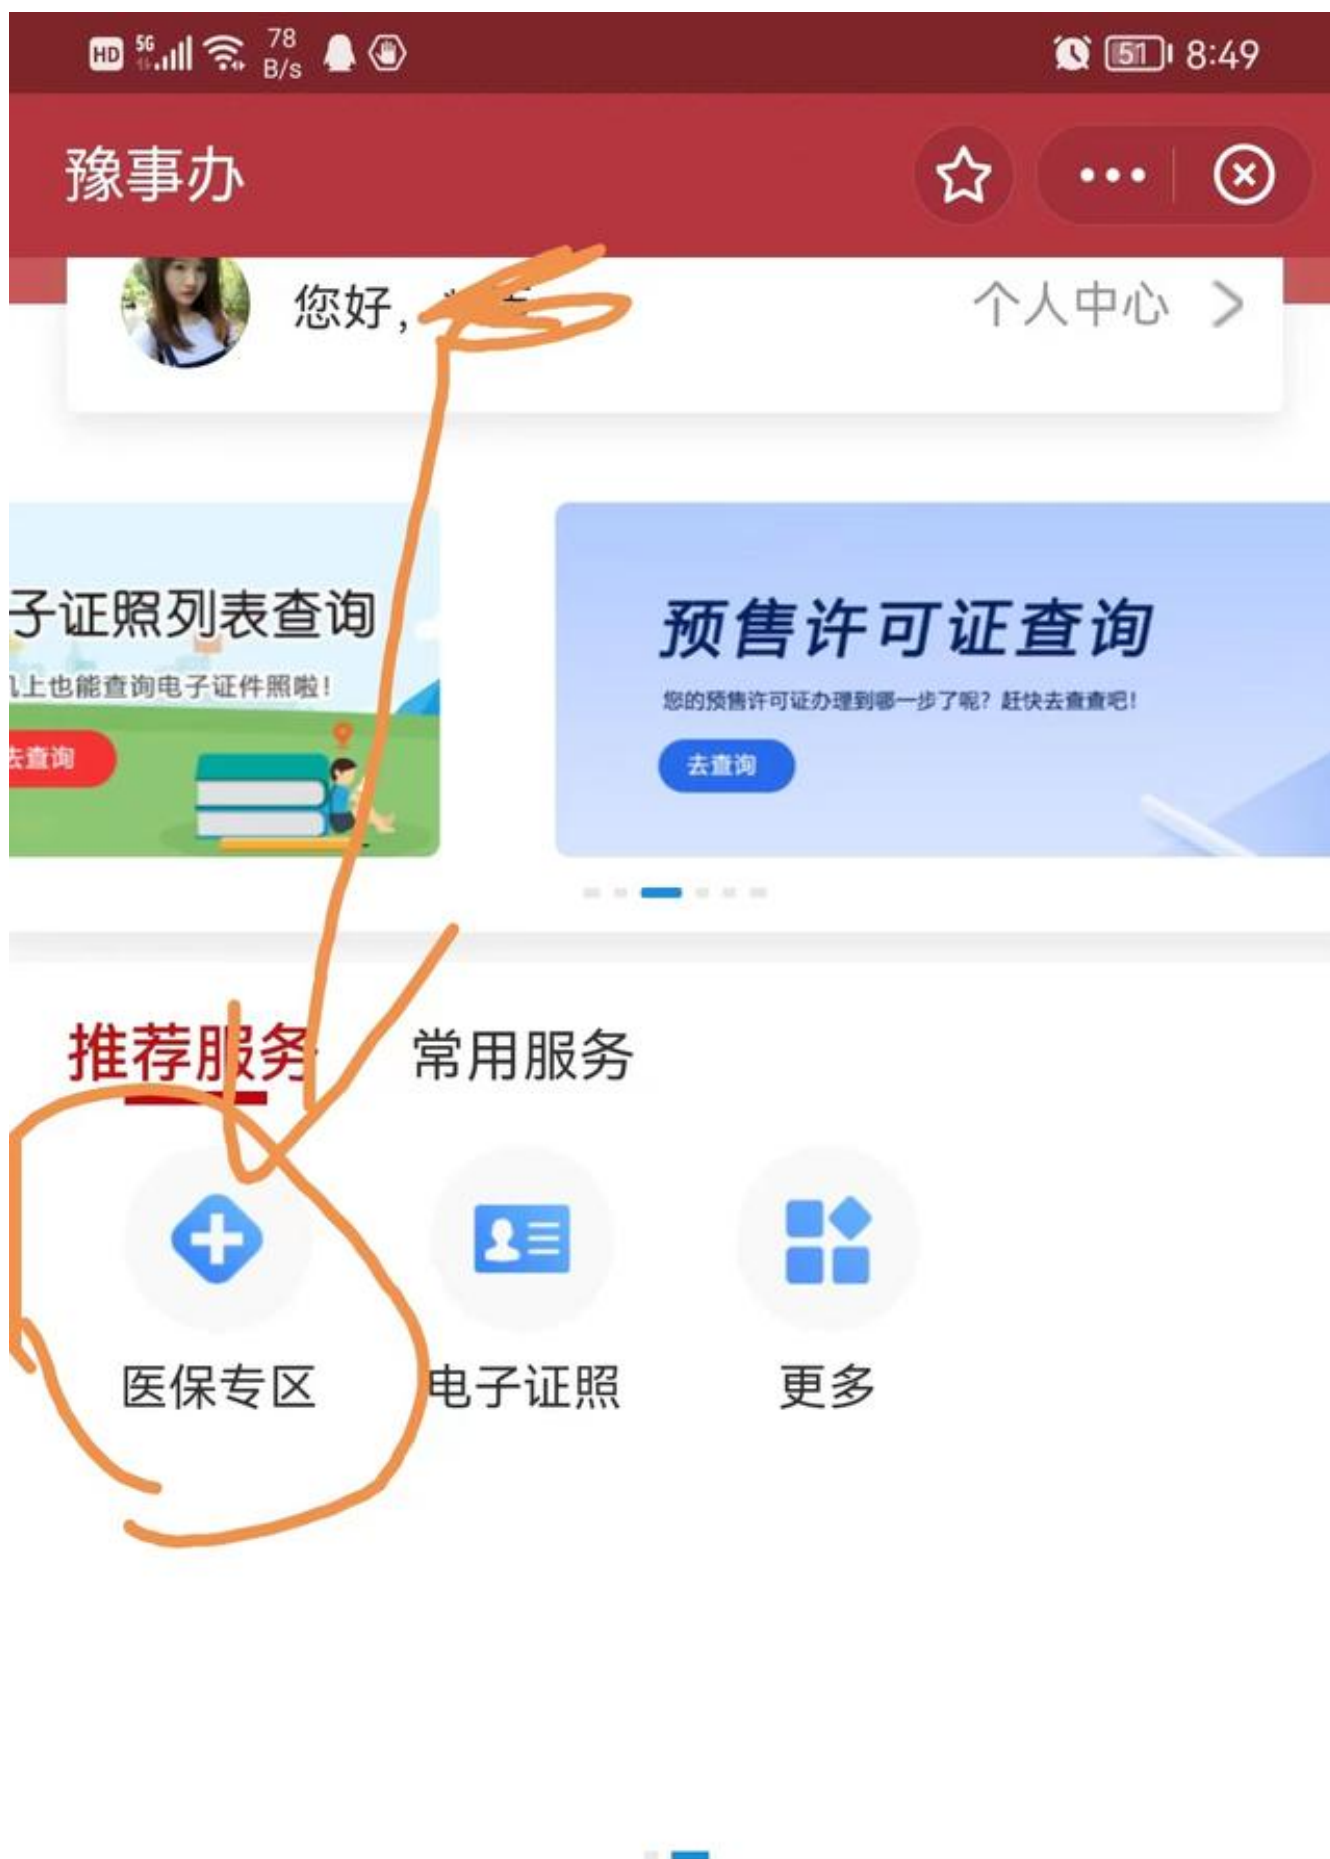 HD 5G 78 B/s 51 8:49
豫事办
您好, 个人中心
子证照列表查询
上也能查询电子证件照啦!
去查询
预售许可证查询
您的预售许可证办理到哪一步了呢? 赶快去查查吧!
去查询
推荐服务 常用服务
医保专区 电子证照 更多